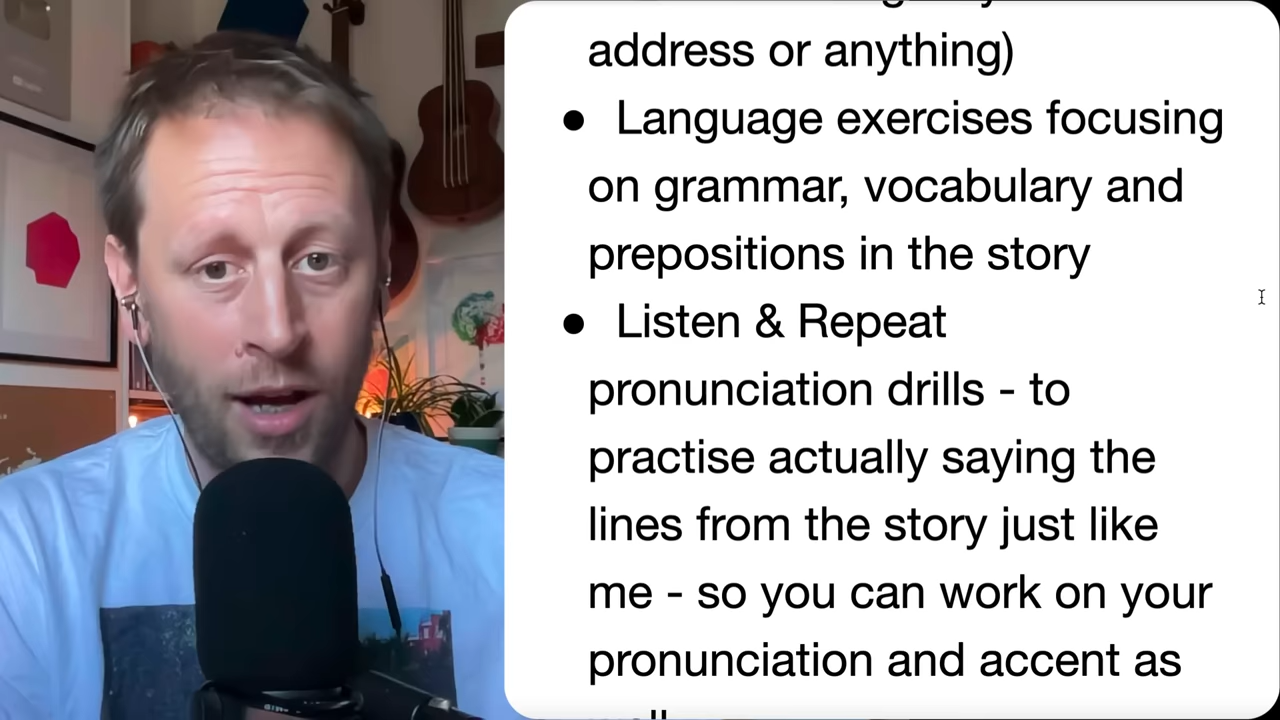 address or anything)
● Language exercises focusing
on grammar, vocabulary and
prepositions in the story
● Listen & Repeat
pronunciation drills - to
practise actually saying the
lines from the story just like
me - so you can work on your
pronunciation and accent as